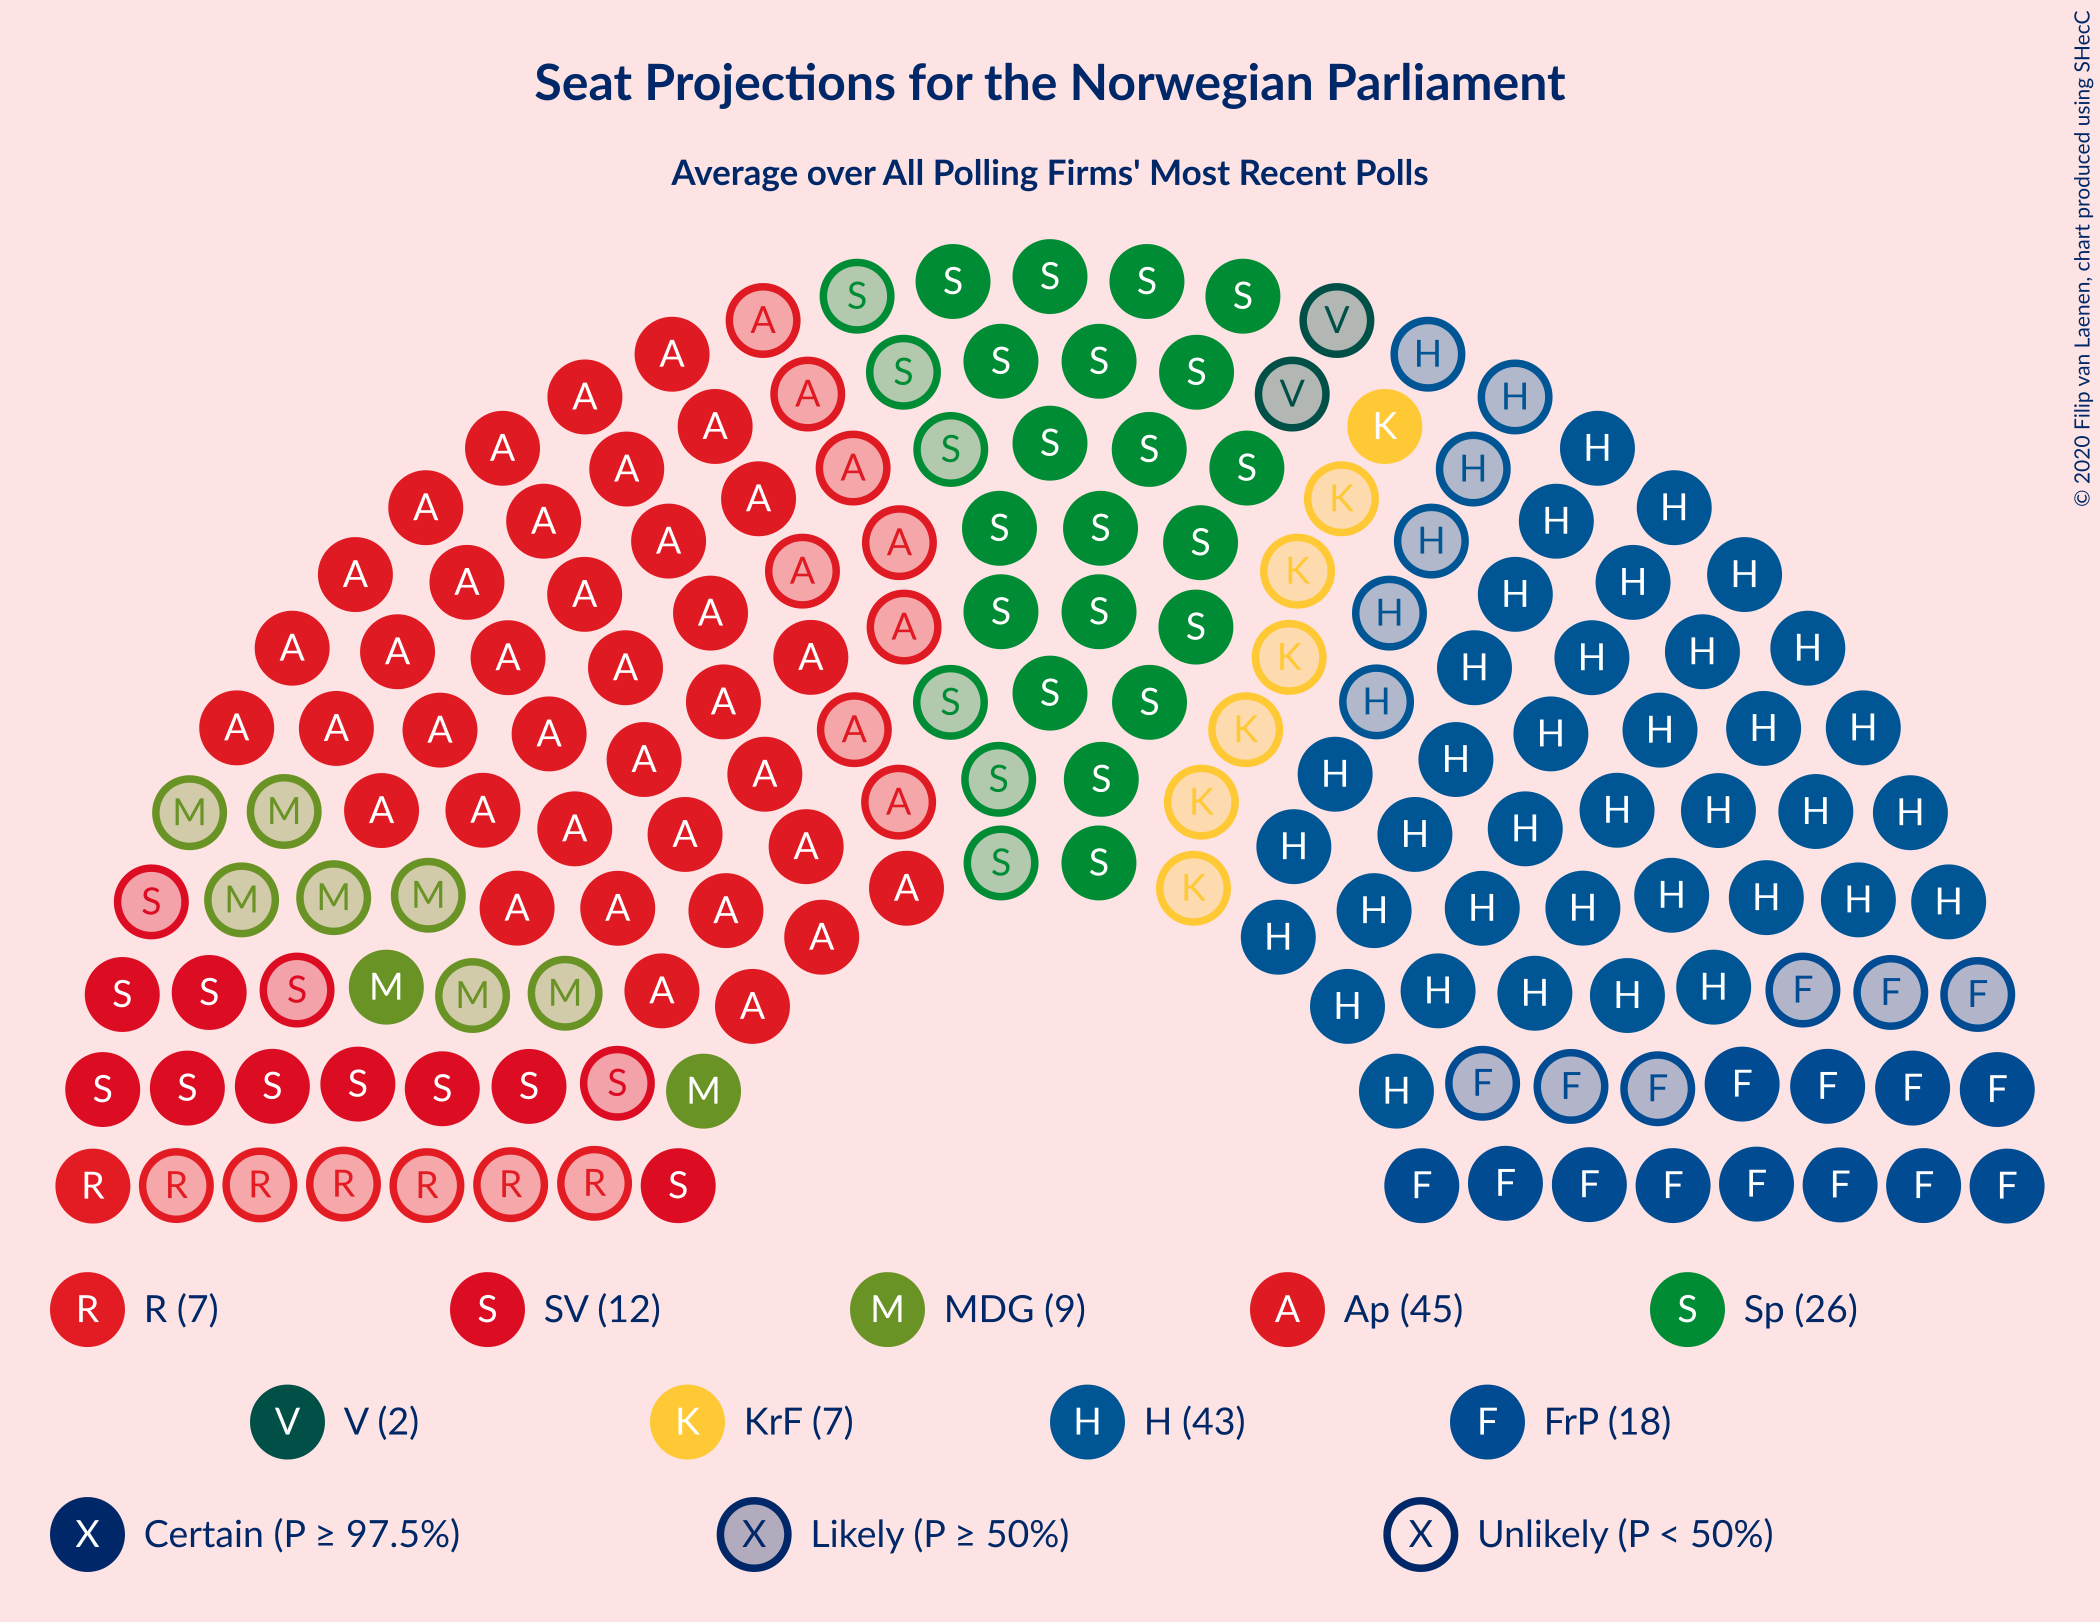 Seat Projections for the Norwegian Parliament
Average over All Polling Firms' Most Recent Polls
© 2020 Filip van Laenen, chart produced using SHecC
S S S S S
A V
A H
S S S S
A A V H
A K
A S S S S H
A A H
A A K
A S S S H
A A A H
A A K H
A S S S H
A A A H
A A K H
A A S S S H
A A K H
A A H
A A S S H
A A A A K H H H
M M A A A A A S S K H H H H H H
S M M M A A A A S S K H H H H H H H H
S S S M M M A A H H H H H F F F
S S S S S S S M H F F F F F F F
R R R R R R R S F F F F F F F F
R R (7) S SV (12) M MDG (9) A Ap (45) S Sp (26)
V V (2) K KrF (7) H H (43) F FrP (18)
X Certain (P ≥ 97.5%) X Likely (P ≥ 50%) X Unlikely (P < 50%)